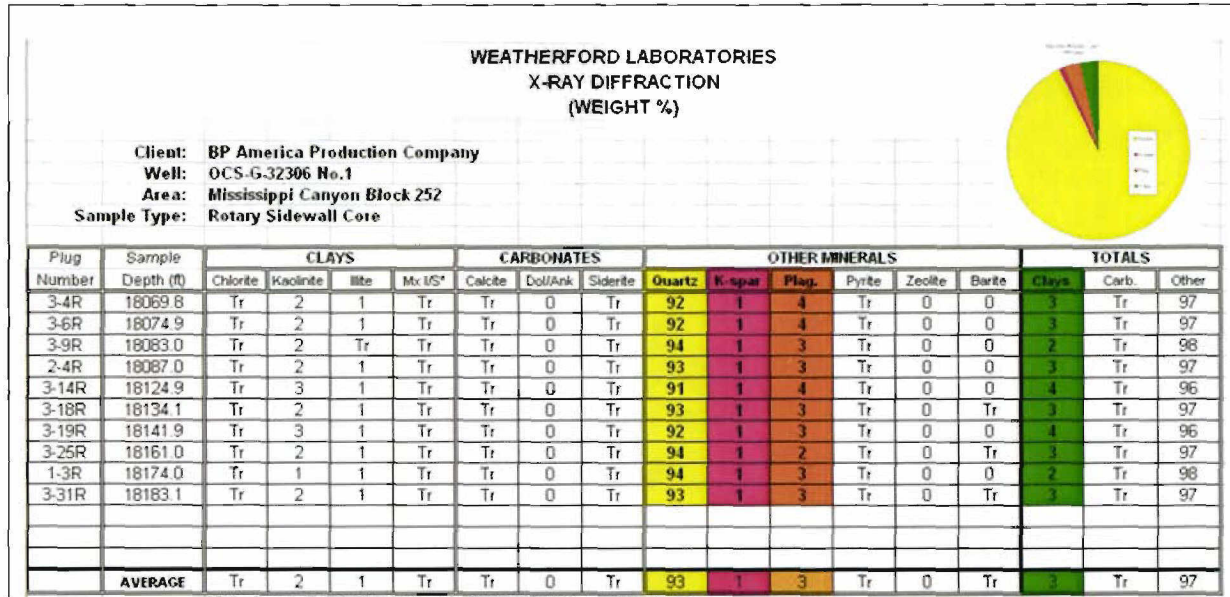 WEATHERFORD LABORATORIES
X-RAY DIFFRACTION
(WEIGHT %)
Client: BP America Production Company
Well: OCS-G-32306 No.1
Area: Mississippi Canyon Block 252
Sample Type: Rotary Sidewall Core
Plug Sample CLAYS CARBONATES OTHER MINERALS TOTALS
Number Depth (ft) Chlorite Kaolinite Illite Mx I/S* Calcite Dol/Ank Siderite Quartz K-spar Plag. Pyrite Zeolite Barite Clays Carb. Other
3-4R 18069.8 Tr 2 1 Tr Tr 0 Tr 92 1 4 Tr 0 0 3 Tr 97
3-6R 18074.9 Tr 2 1 Tr Tr 0 Tr 92 1 4 Tr 0 0 3 Tr 97
3-9R 18083.0 Tr 2 Tr Tr Tr 0 Tr 94 1 3 Tr 0 0 2 Tr 98
2-4R 18087.0 Tr 2 1 Tr Tr 0 Tr 93 1 3 Tr 0 0 3 Tr 97
3-14R 18124.9 Tr 3 1 Tr Tr 0 Tr 91 1 4 Tr 0 0 4 Tr 96
3-18R 18134.1 Tr 2 1 Tr Tr 0 Tr 93 1 3 Tr 0 Tr 3 Tr 97
3-19R 18141.9 Tr 3 1 Tr Tr 0 Tr 92 1 3 Tr 0 0 4 Tr 96
3-25R 18161.0 Tr 2 1 Tr Tr 0 Tr 94 1 2 Tr 0 Tr 3 Tr 97
1-3R 18174.0 Tr 1 1 Tr Tr 0 Tr 94 1 3 Tr 0 0 2 Tr 98
3-31R 18183.1 Tr 2 1 Tr Tr 0 Tr 93 1 3 Tr 0 Tr 3 Tr 97
AVERAGE Tr 2 1 Tr Tr 0 Tr 93 1 3 Tr 0 Tr 3 Tr 97